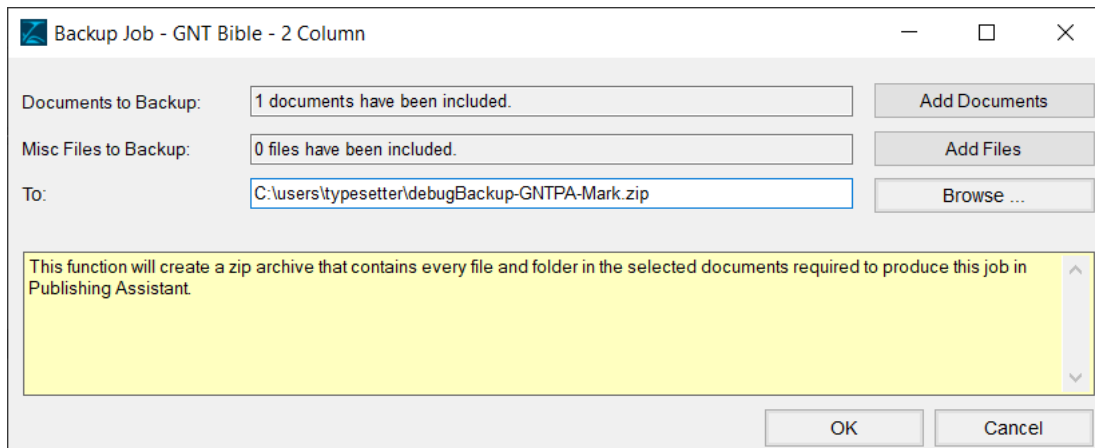 Backup Job - GNT Bible - 2 Column
Documents to Backup: 1 documents have been included. Add Documents
Misc Files to Backup: 0 files have been included. Add Files
To: C:\users\typesetter\debugBackup-GNTPA-Mark.zip Browse ...
This function will create a zip archive that contains every file and folder in the selected documents required to produce this job in
Publishing Assistant.
OK Cancel